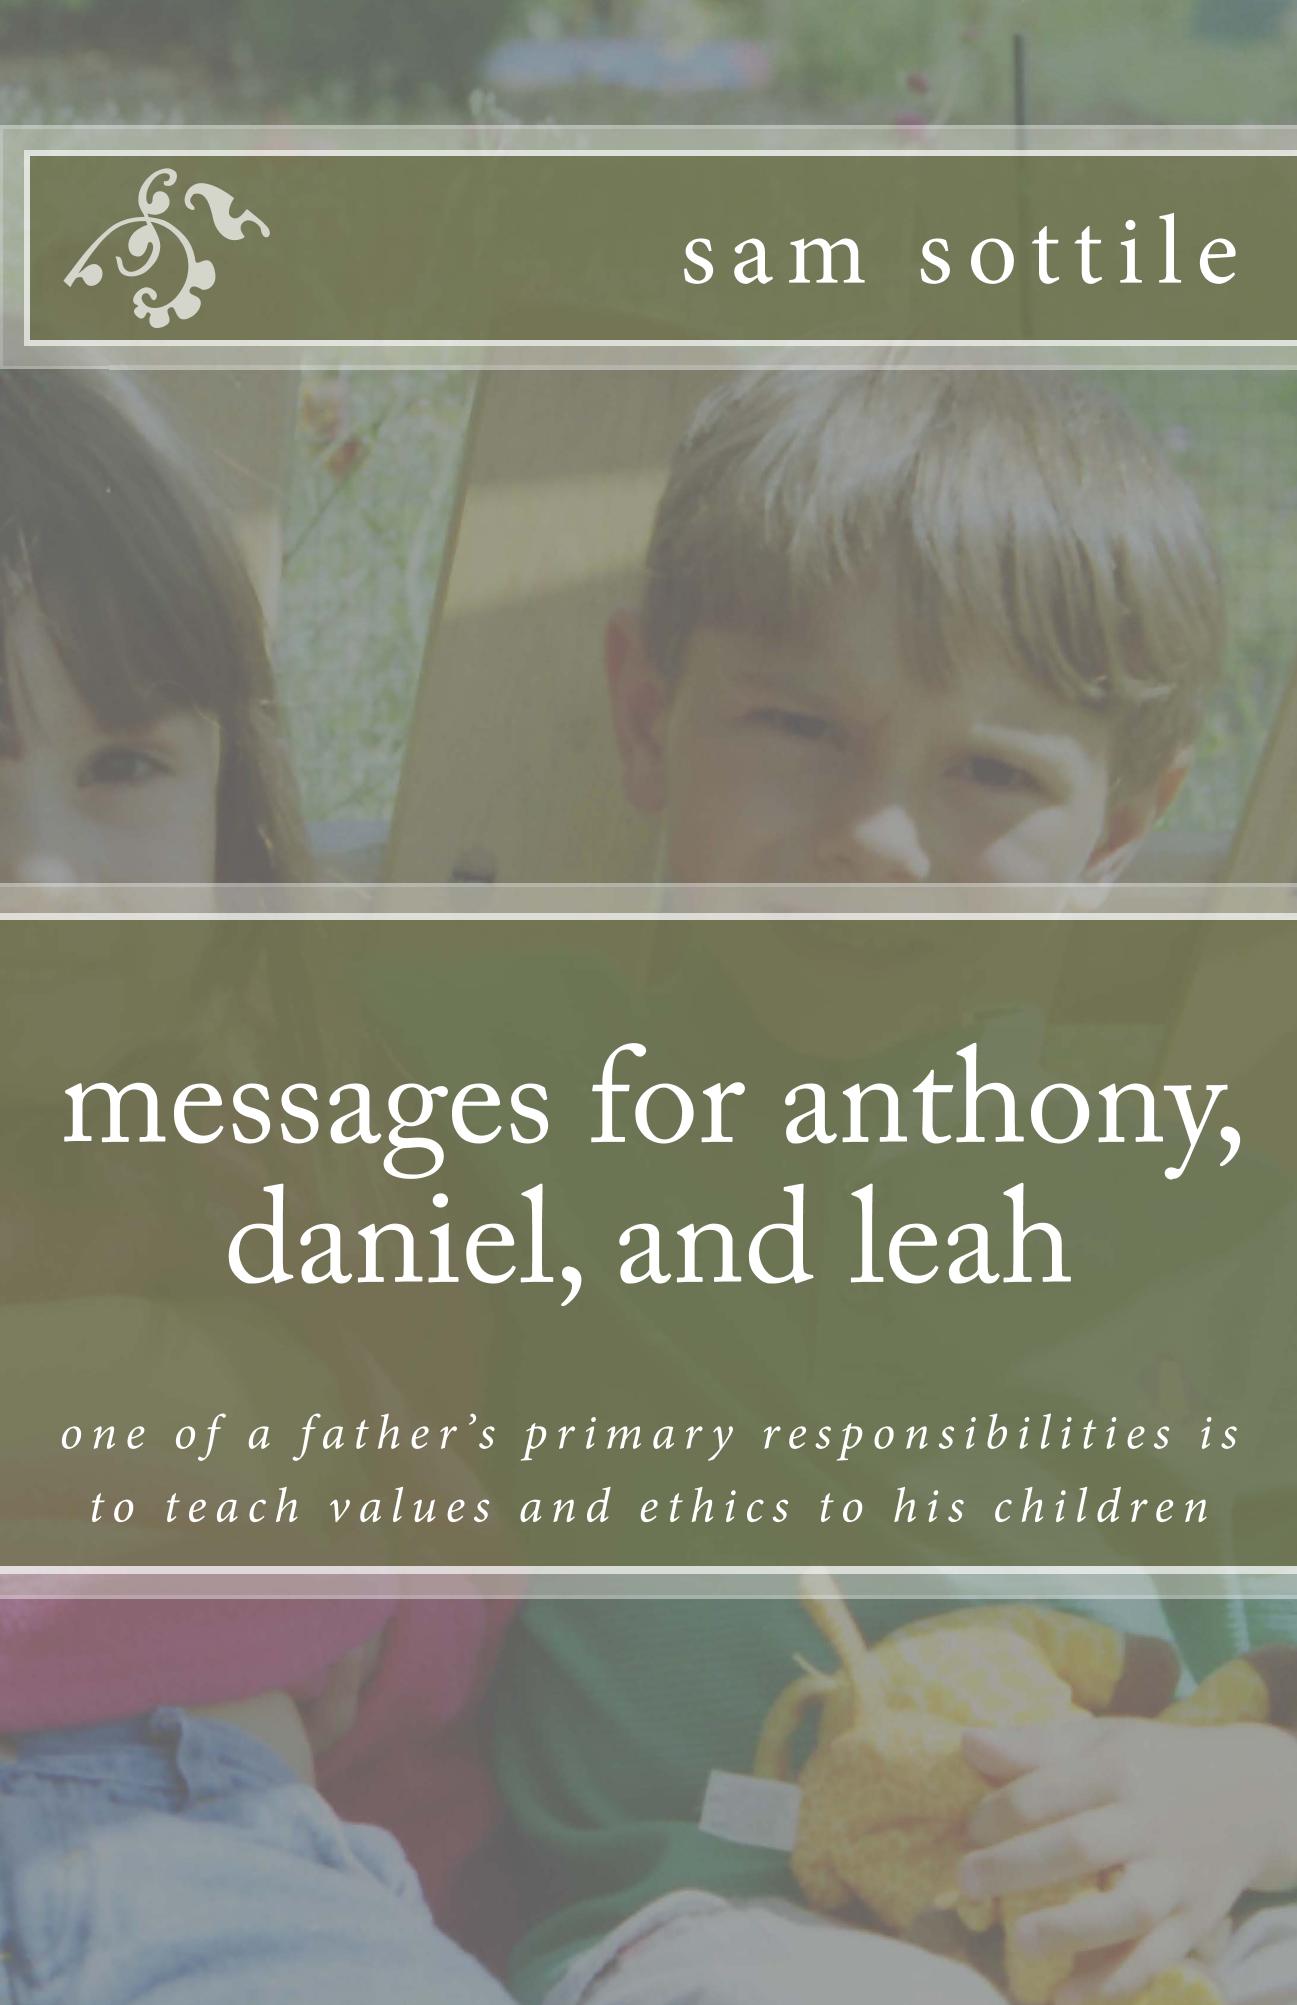 sam sottile
messages for anthony,
daniel, and leah
one of a father’s primary responsibilities is
to teach values and ethics to his children